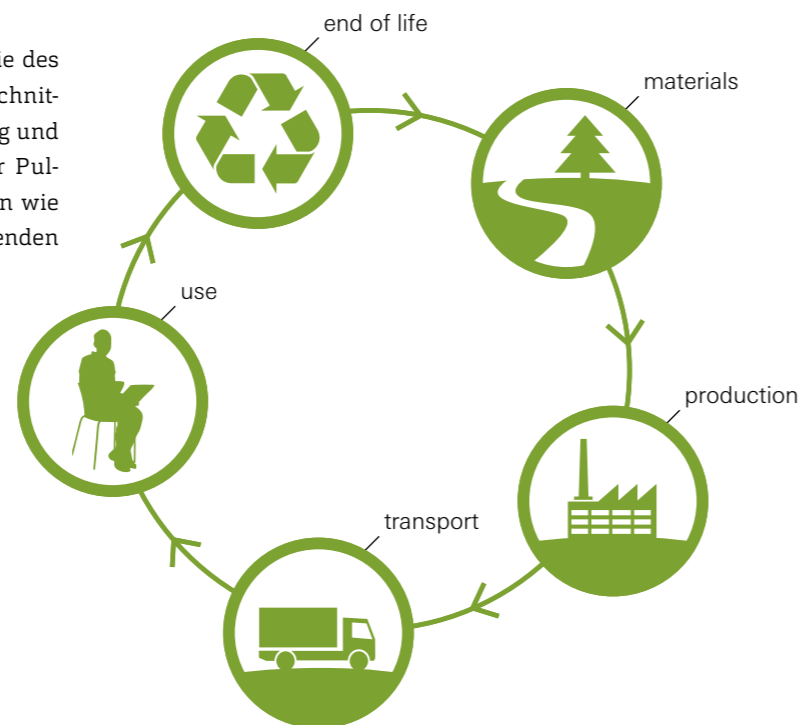 ie des
chnit-
g und
r Pul-
n wie
enden
end of life
materials
use
production
transport